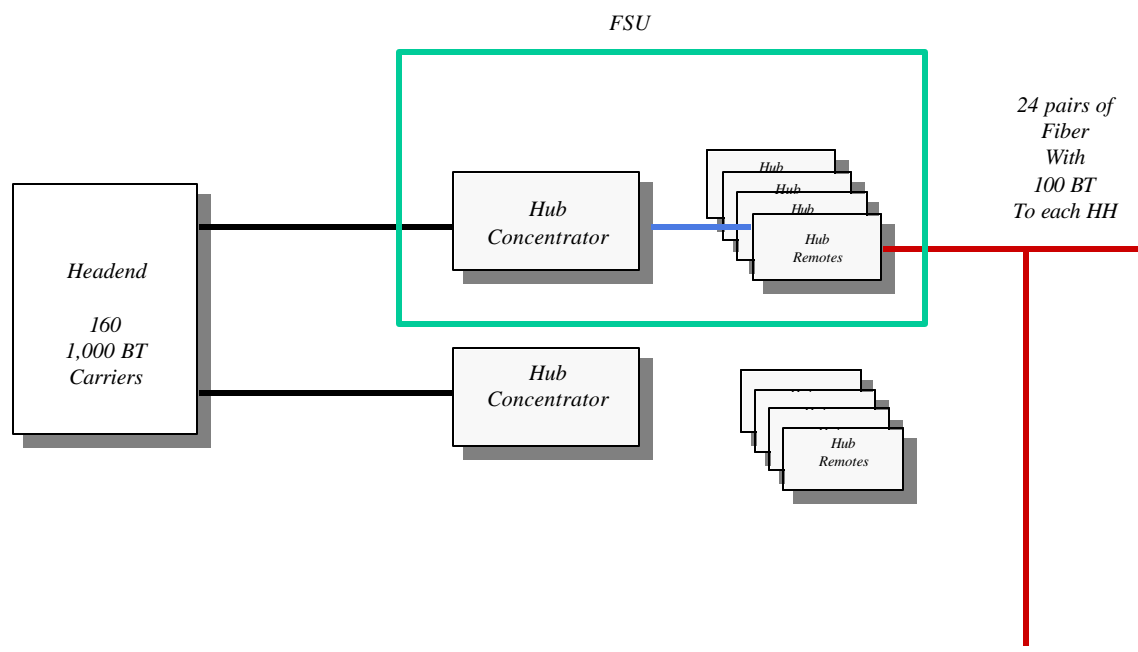 FSU
24 pairs of
Fiber
With
100 BT
To each HH
Headend
160
1,000 BT
Carriers
Hub
Concentrator
Hub
Hub
Hub
Hub
Remotes
Hub
Concentrator
Hub
Remotes